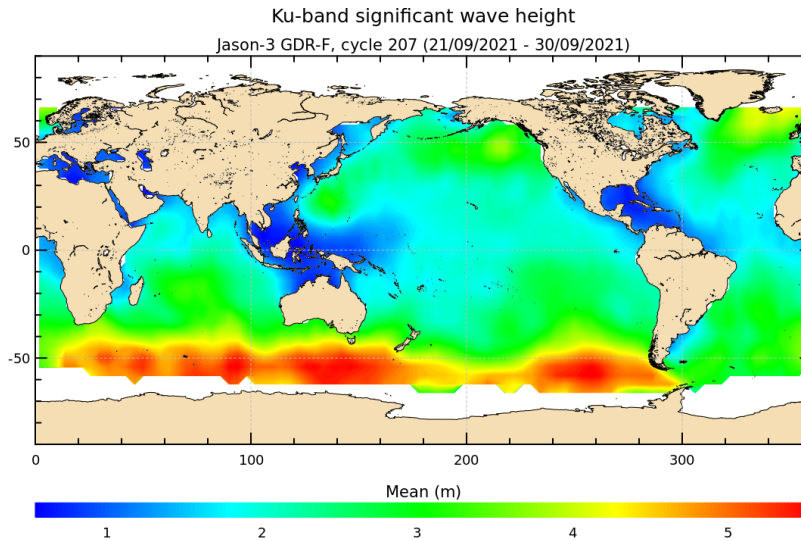 Ku-band significant wave height
Jason-3 GDR-F, cycle 207 (21/09/2021 - 30/09/2021)
50
0
-50
0 100 200 300
Mean (m)
1 2 3 4 5